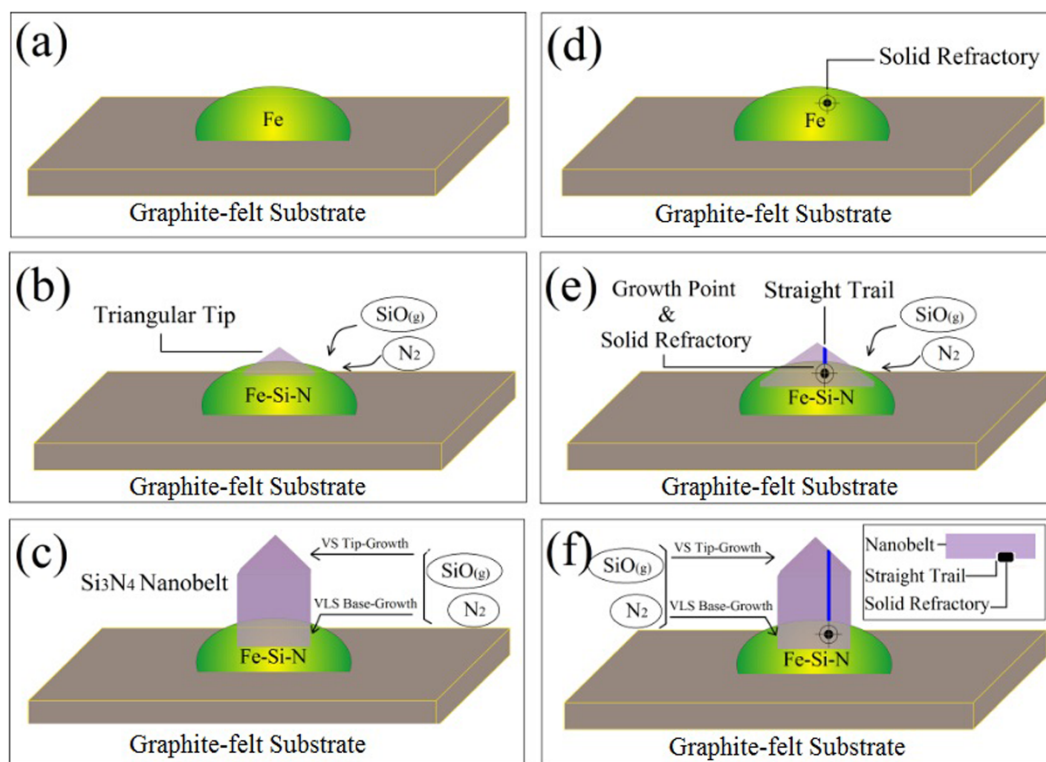 (a)
Fe
Graphite-felt Substrate
(b)
Triangular Tip
SiO(g)
N2
Fe-Si-N
Graphite-felt Substrate
(c)
VS Tip-Growth
Si3N4 Nanobelt
SiO(g)
VLS Base-Growth
N2
Fe-Si-N
Graphite-felt Substrate
(d)
Solid Refractory
Fe
Graphite-felt Substrate
(e)
Growth Point
&
Solid Refractory
Straight Trail
SiO(g)
N2
Fe-Si-N
Graphite-felt Substrate
(f)
VS Tip-Growth
SiO(g)
N2
VLS Base-Growth
Nanobelt
Straight Trail
Solid Refractory
Fe-Si-N
Graphite-felt Substrate